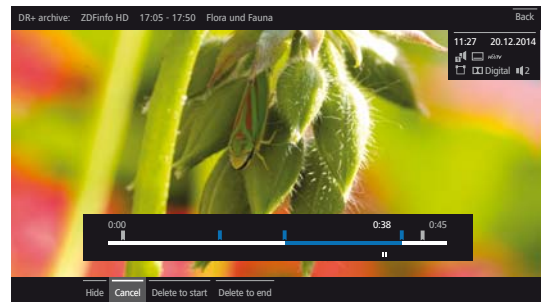 DR+ archive: ZDFinfo HD 17:05 - 17:50 Flora und Fauna Back
11:27 20.12.2014
HbbTV
Digital 2
0:00 0:38 0:45
Hide Cancel Delete to start Delete to end